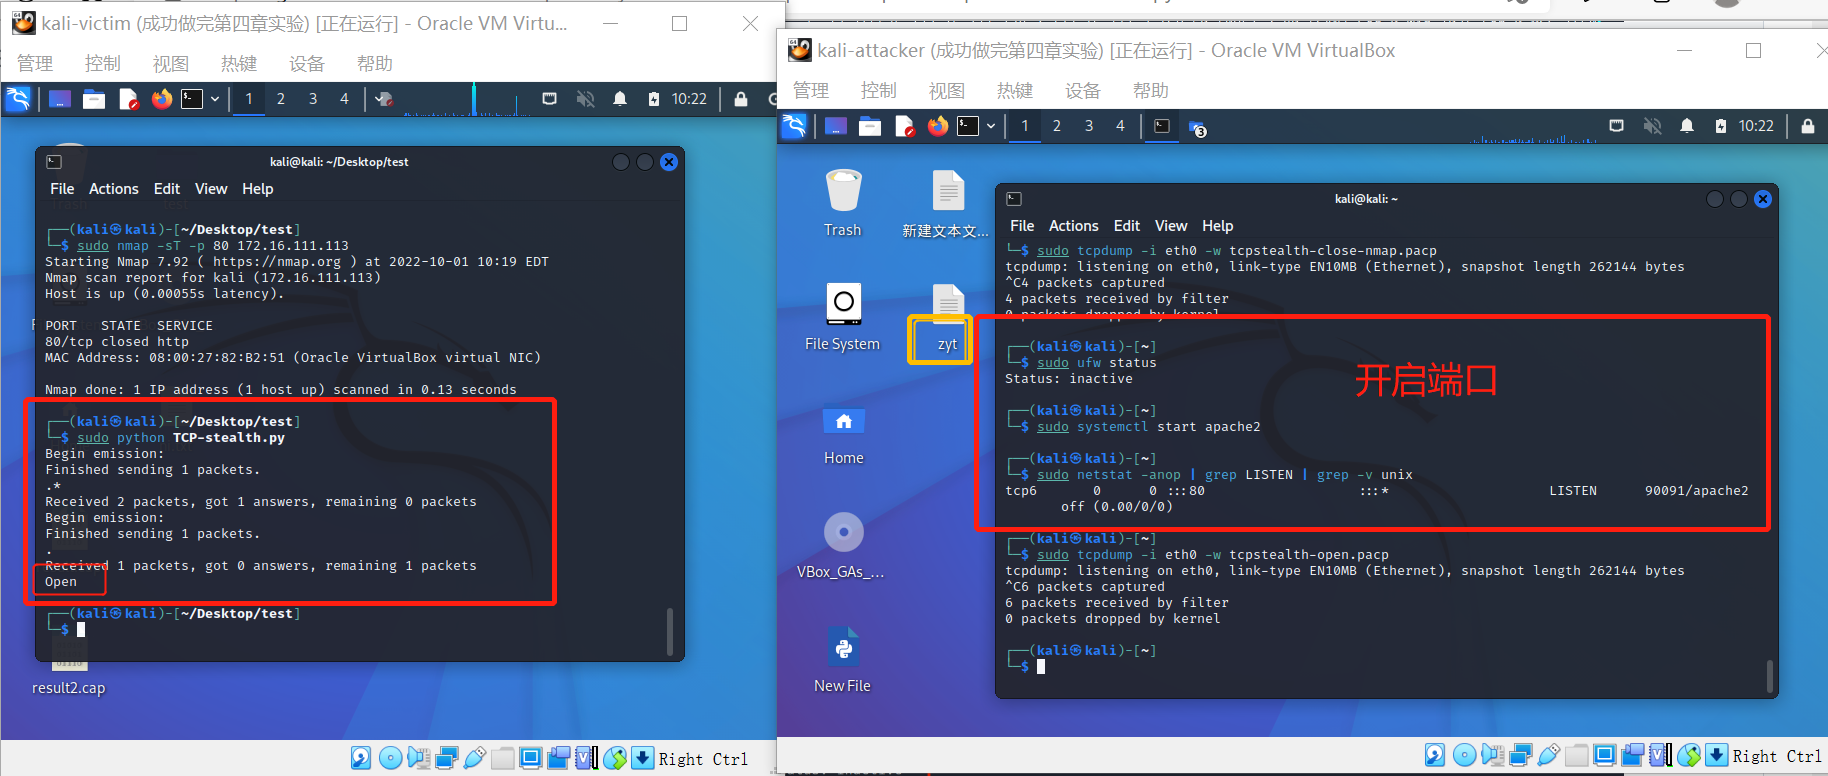 kali-victim (成功做完第四章实验) [正在运行] - Oracle VM Virtu...
管理 控制 视图 热键 设备 帮助
1 2 3 4 10:22
kali@kali: ~/Desktop/test
File Actions Edit View Help
┌──(kali㉿kali)-[~/Desktop/test]
└─$ sudo nmap -sT -p 80 172.16.111.113
Starting Nmap 7.92 ( https://nmap.org ) at 2022-10-01 10:19 EDT
Nmap scan report for kali (172.16.111.113)
Host is up (0.00055s latency).
PORT STATE SERVICE
80/tcp closed http
MAC Address: 08:00:27:82:B2:51 (Oracle VirtualBox virtual NIC)
Nmap done: 1 IP address (1 host up) scanned in 0.13 seconds
┌──(kali㉿kali)-[~/Desktop/test]
└─$ sudo python TCP-stealth.py
Begin emission:
Finished sending 1 packets.
.*
Received 2 packets, got 1 answers, remaining 0 packets
Begin emission:
Finished sending 1 packets.
.
Received 1 packets, got 0 answers, remaining 1 packets
Open
┌──(kali㉿kali)-[~/Desktop/test]
└─$
result2.cap
Right Ctrl
kali-attacker (成功做完第四章实验) [正在运行] - Oracle VM VirtualBox
管理 控制 视图 热键 设备 帮助
1 2 3 4 3 10:22
Trash
新建文本文...
File System
zyt
Home
VBox_GAs_...
New File
kali@kali: ~
File Actions Edit View Help
└─$ sudo tcpdump -i eth0 -w tcpstealth-close-nmap.pacp
tcpdump: listening on eth0, link-type EN10MB (Ethernet), snapshot length 262144 bytes
^C4 packets captured
4 packets received by filter
0 packets dropped by kernel
┌──(kali㉿kali)-[~]
└─$ sudo ufw status
Status: inactive
开启端口
┌──(kali㉿kali)-[~]
└─$ sudo systemctl start apache2
┌──(kali㉿kali)-[~]
└─$ sudo netstat -anop | grep LISTEN | grep -v unix
tcp6 0 0 :::80 :::* LISTEN 90091/apache2
off (0.00/0/0)
┌──(kali㉿kali)-[~]
└─$ sudo tcpdump -i eth0 -w tcpstealth-open.pacp
tcpdump: listening on eth0, link-type EN10MB (Ethernet), snapshot length 262144 bytes
^C6 packets captured
6 packets received by filter
0 packets dropped by kernel
┌──(kali㉿kali)-[~]
└─$
Right Ctrl